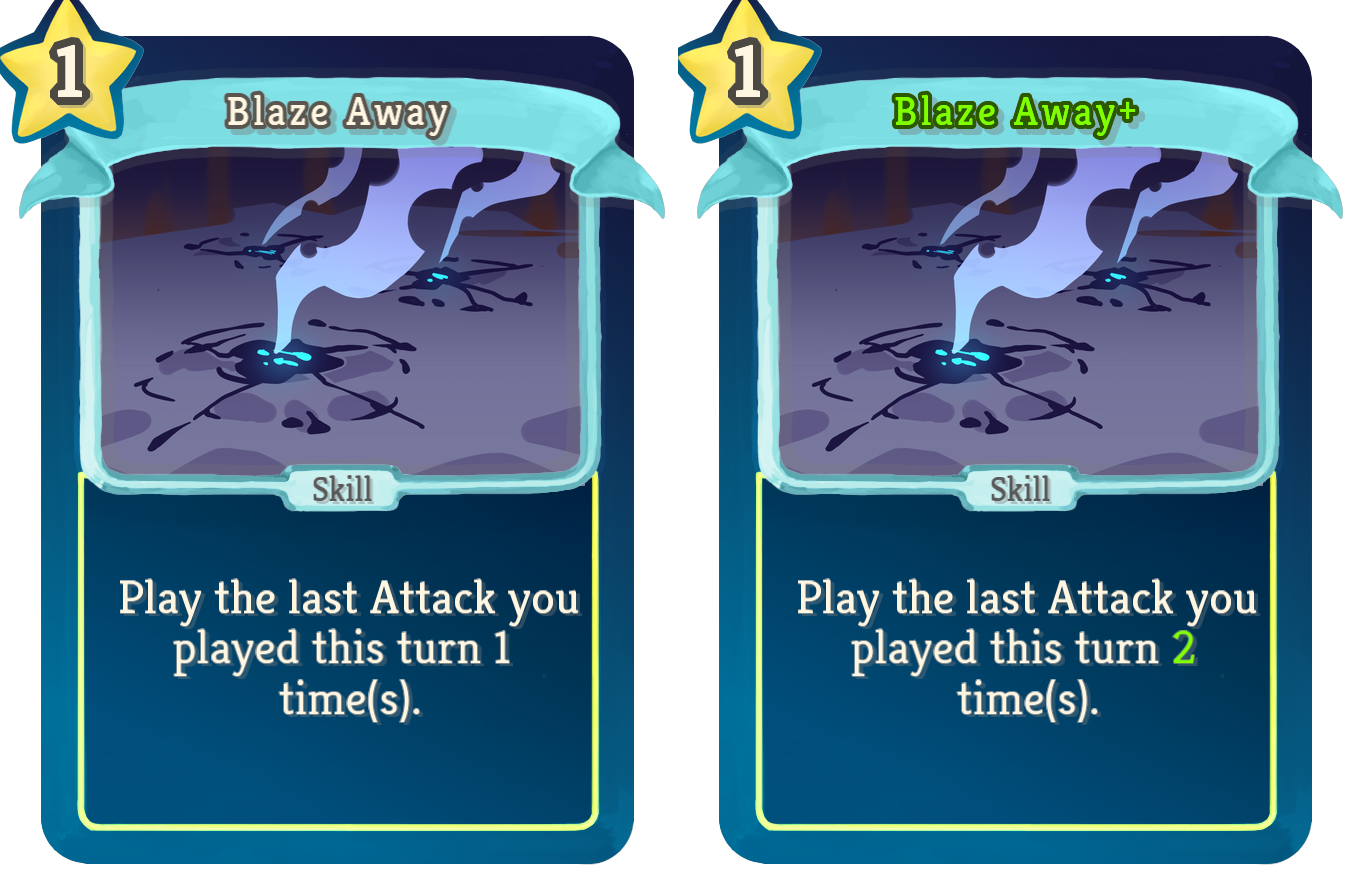 1
Blaze Away
Skill
Play the last Attack you
played this turn 1
time(s).
1
Blaze Away+
Skill
Play the last Attack you
played this turn 2
time(s).